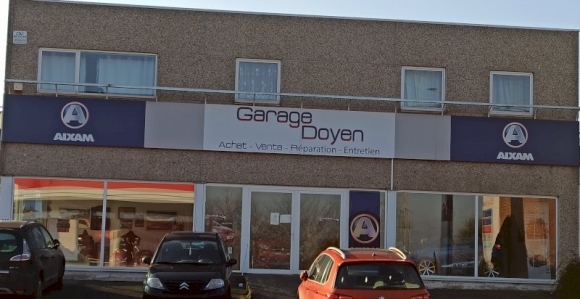 AIXAM
Garage
Doyen
Achat - Vente - Réparation - Entretien
AIXAM